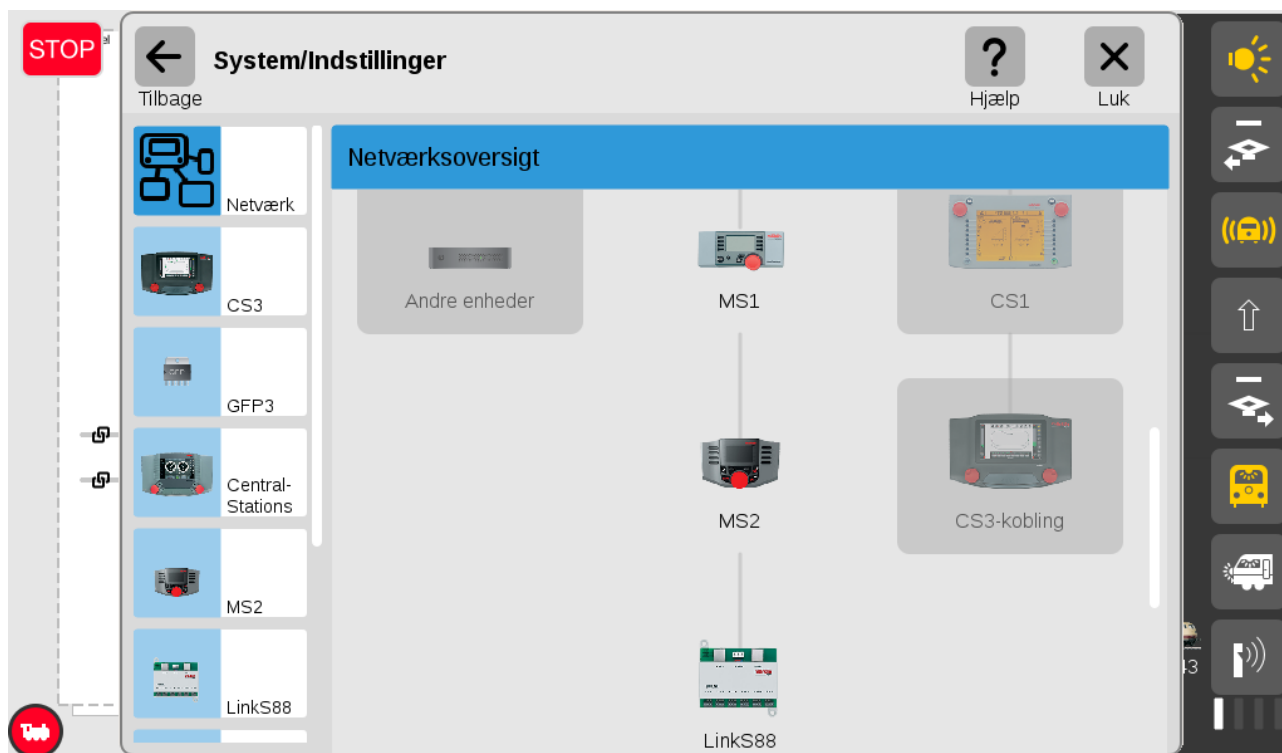 STOP
System/Indstillinger
Tilbage
Hjælp
Luk
Netværk
CS3
GFP3
Central-
Stations
MS2
LinkS88
Netværksoversigt
Andre enheder
MS1
CS1
MS2
CS3-kobling
LinkS88